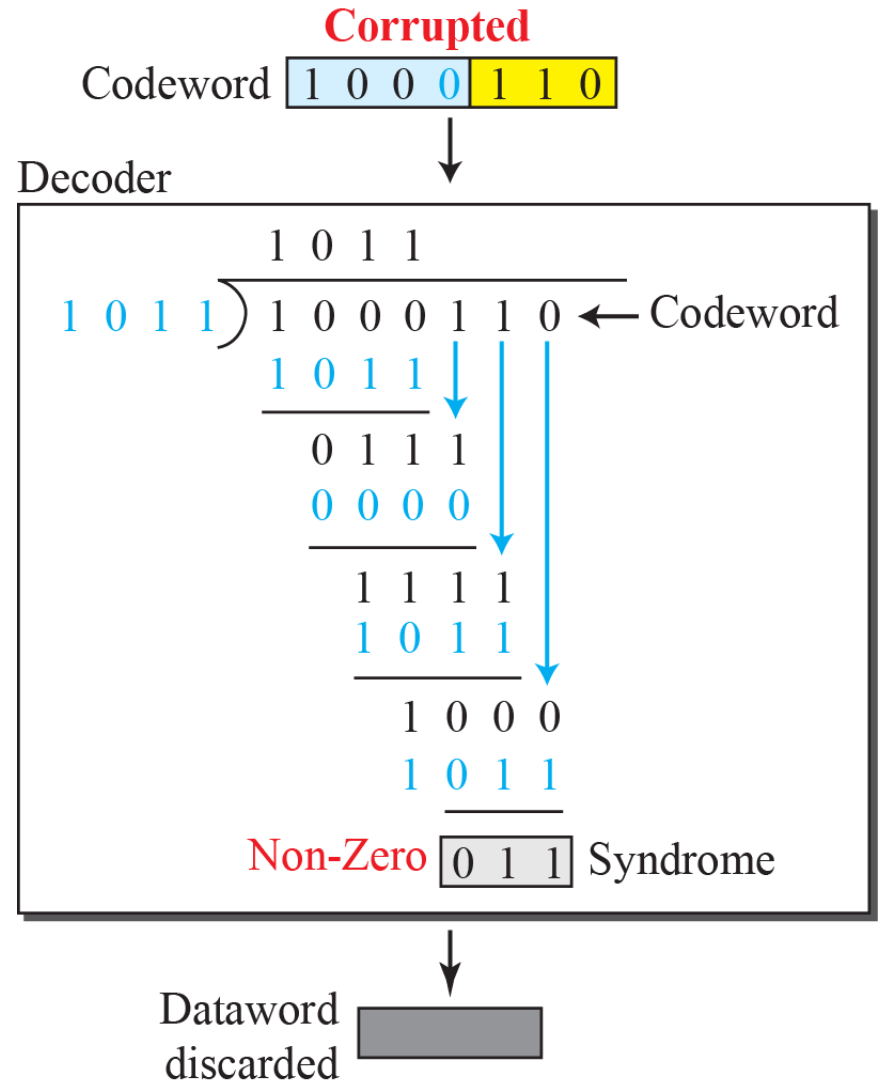 Corrupted
Codeword 1 0 0 0 1 1 0
Decoder
1 0 1 1
1 0 1 1 1 0 0 0 1 1 0 Codeword
1 0 1 1
0 1 1 1
0 0 0 0
1 1 1 1
1 0 1 1
1 0 0 0
1 0 1 1
Non-Zero 0 1 1 Syndrome
Dataword
discarded